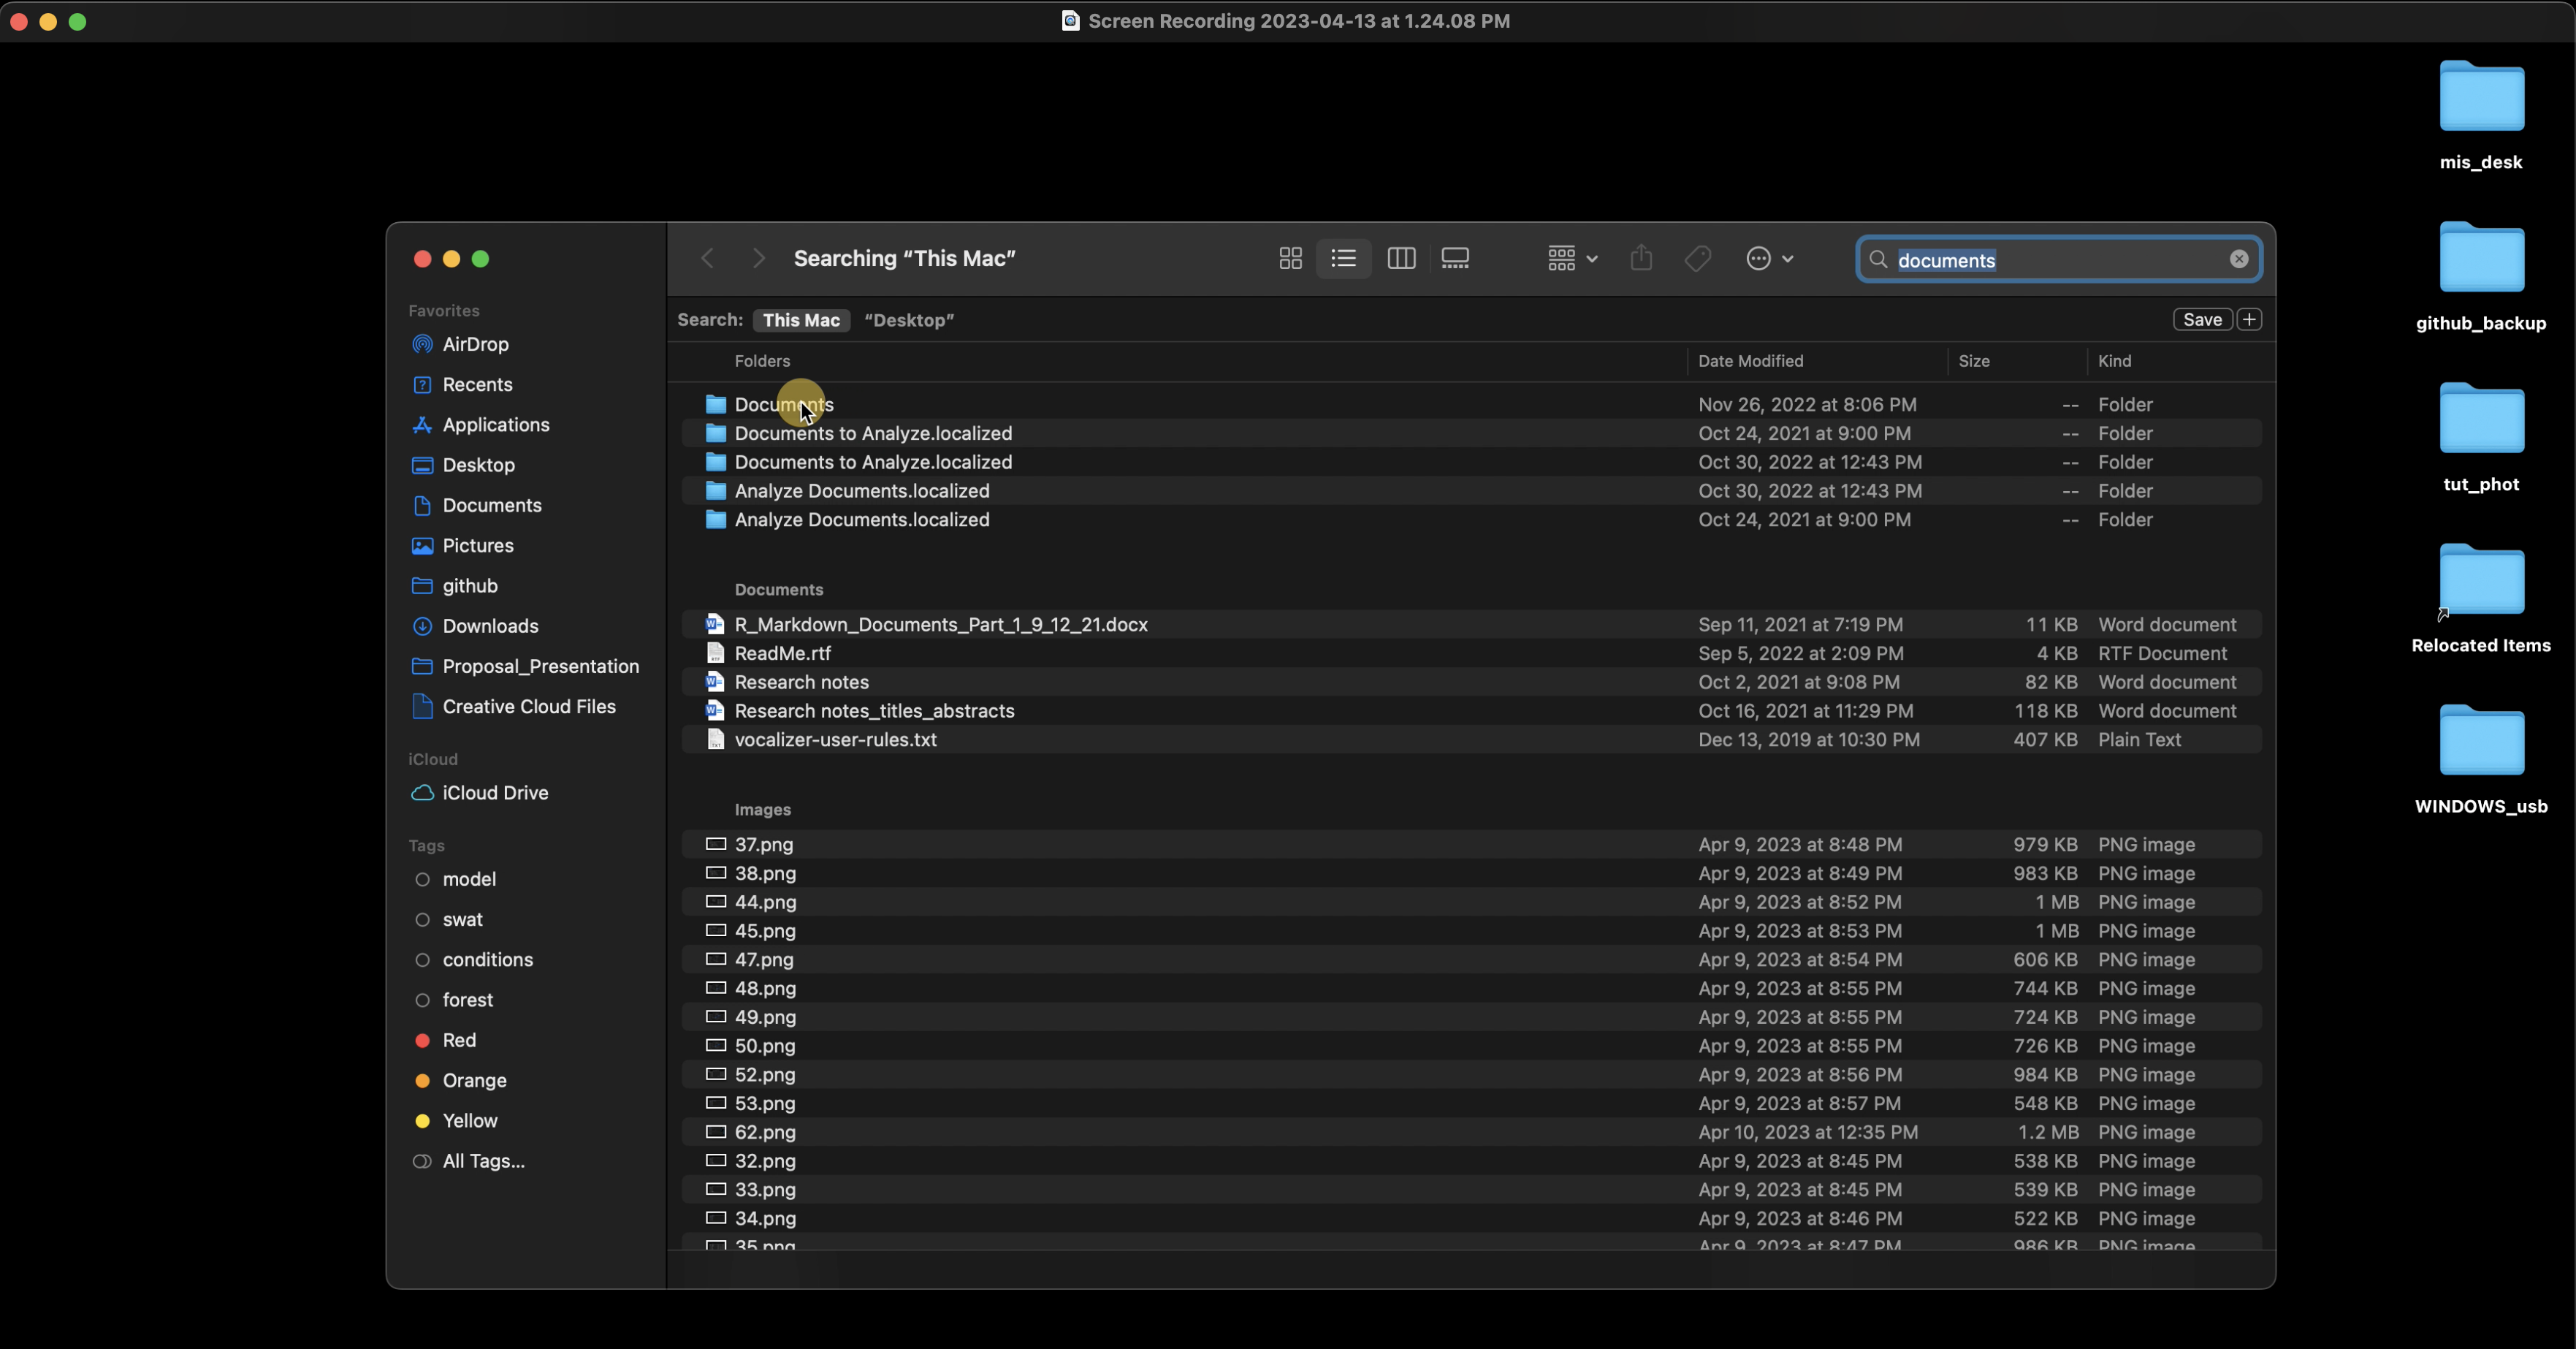 Screen Recording 2023-04-13 at 1.24.08 PM
mis_desk
github_backup
tut_phot
Relocated Items
WINDOWS_usb
Searching “This Mac”
documents
Search: This Mac “Desktop”
Save
Favorites
AirDrop
Recents
Applications
Desktop
Documents
Pictures
github
Downloads
Proposal_Presentation
Creative Cloud Files
iCloud
iCloud Drive
Tags
model
swat
conditions
forest
Red
Orange
Yellow
All Tags...
Folders Date Modified Size Kind
Documents Nov 26, 2022 at 8:06 PM -- Folder
Documents to Analyze.localized Oct 24, 2021 at 9:00 PM -- Folder
Documents to Analyze.localized Oct 30, 2022 at 12:43 PM -- Folder
Analyze Documents.localized Oct 30, 2022 at 12:43 PM -- Folder
Analyze Documents.localized Oct 24, 2021 at 9:00 PM -- Folder
Documents
R_Markdown_Documents_Part_1_9_12_21.docx Sep 11, 2021 at 7:19 PM 11 KB Word document
ReadMe.rtf Sep 5, 2022 at 2:09 PM 4 KB RTF Document
Research notes Oct 2, 2021 at 9:08 PM 82 KB Word document
Research notes_titles_abstracts Oct 16, 2021 at 11:29 PM 118 KB Word document
vocalizer-user-rules.txt Dec 13, 2019 at 10:30 PM 407 KB Plain Text
Images
37.png Apr 9, 2023 at 8:48 PM 979 KB PNG image
38.png Apr 9, 2023 at 8:49 PM 983 KB PNG image
44.png Apr 9, 2023 at 8:52 PM 1 MB PNG image
45.png Apr 9, 2023 at 8:53 PM 1 MB PNG image
47.png Apr 9, 2023 at 8:54 PM 606 KB PNG image
48.png Apr 9, 2023 at 8:55 PM 744 KB PNG image
49.png Apr 9, 2023 at 8:55 PM 724 KB PNG image
50.png Apr 9, 2023 at 8:55 PM 726 KB PNG image
52.png Apr 9, 2023 at 8:56 PM 984 KB PNG image
53.png Apr 9, 2023 at 8:57 PM 548 KB PNG image
62.png Apr 10, 2023 at 12:35 PM 1.2 MB PNG image
32.png Apr 9, 2023 at 8:45 PM 538 KB PNG image
33.png Apr 9, 2023 at 8:45 PM 539 KB PNG image
34.png Apr 9, 2023 at 8:46 PM 522 KB PNG image
35.png Apr 9, 2023 at 8:47 PM 986 KB PNG image